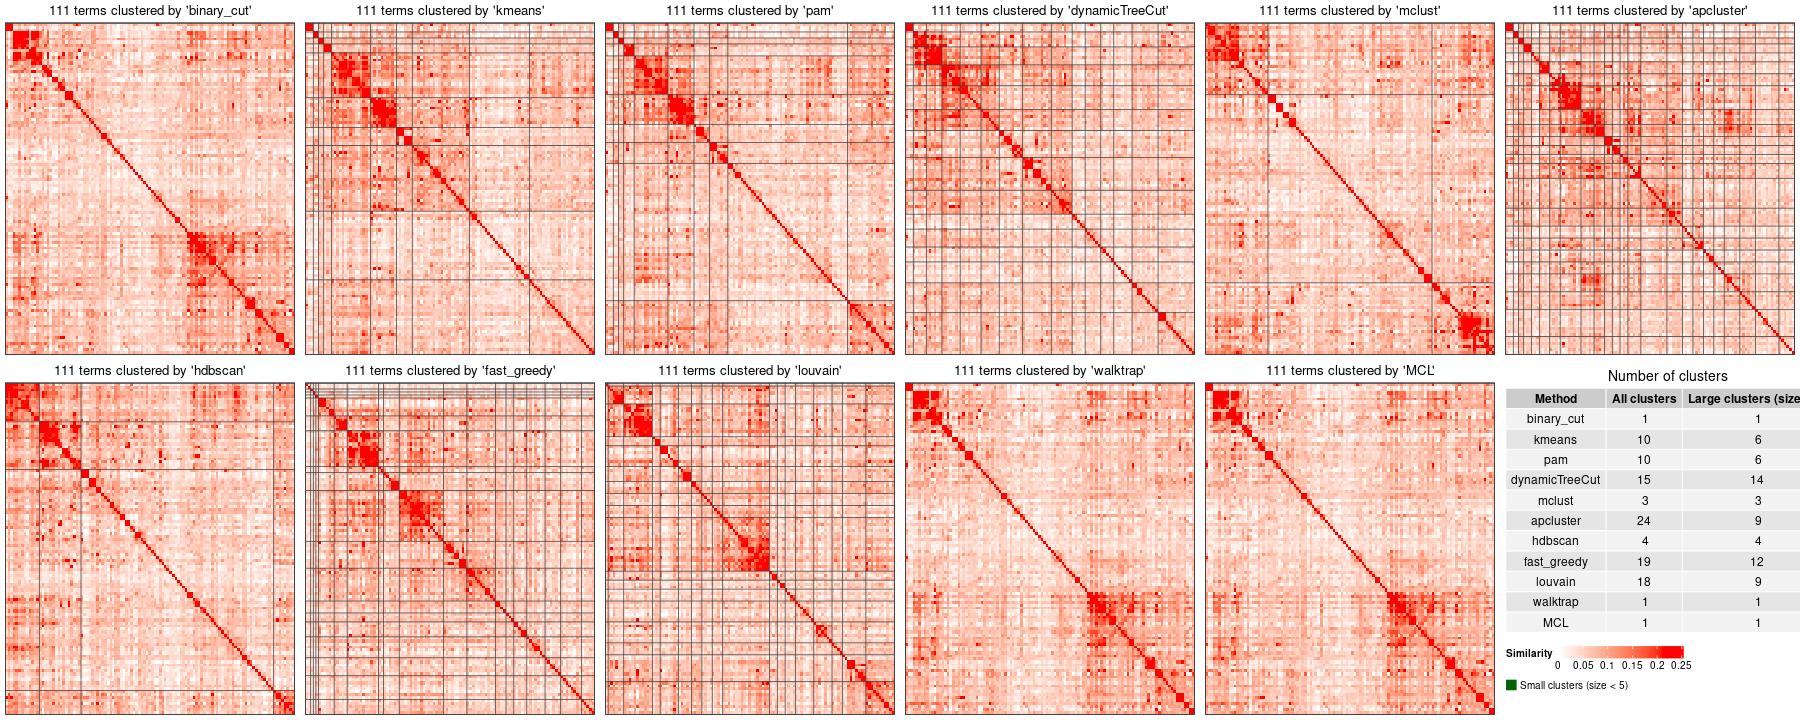 111 terms clustered by 'binary_cut'
111 terms clustered by 'kmeans'
111 terms clustered by 'pam'
111 terms clustered by 'dynamicTreeCut'
111 terms clustered by 'mclust'
111 terms clustered by 'apcluster'
111 terms clustered by 'hdbscan'
111 terms clustered by 'fast_greedy'
111 terms clustered by 'louvain'
111 terms clustered by 'walktrap'
111 terms clustered by 'MCL'
Number of clusters
Method All clusters Large clusters (size
binary_cut 1 1
kmeans 10 6
pam 10 6
dynamicTreeCut 15 14
mclust 3 3
apcluster 24 9
hdbscan 4 4
fast_greedy 19 12
louvain 18 9
walktrap 1 1
MCL 1 1
Similarity
0 0.05 0.1 0.15 0.2 0.25
Small clusters (size < 5)